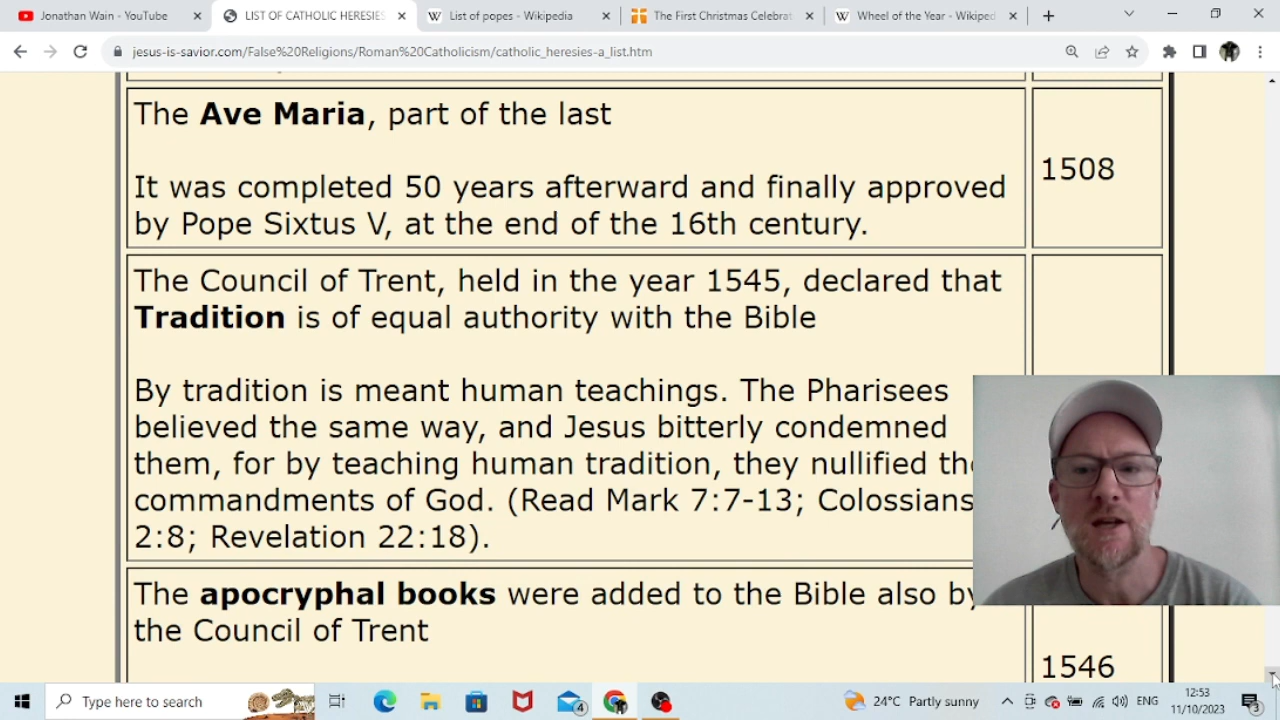 Jonathan Wain - YouTube
LIST OF CATHOLIC HERESIES
List of popes - Wikipedia
The First Christmas Celebrat
Wheel of the Year - Wikiped
jesus-is-savior.com/False%20Religions/Roman%20Catholicism/catholic_heresies-a_list.htm
The Ave Maria, part of the last
It was completed 50 years afterward and finally approved
by Pope Sixtus V, at the end of the 16th century.
1508
The Council of Trent, held in the year 1545, declared that
Tradition is of equal authority with the Bible
By tradition is meant human teachings. The Pharisees
believed the same way, and Jesus bitterly condemned
them, for by teaching human tradition, they nullified the
commandments of God. (Read Mark 7:7-13; Colossians
2:8; Revelation 22:18).
The apocryphal books were added to the Bible also by
the Council of Trent
1546
Type here to search
4
24°C Partly sunny
ENG
12:53
11/10/2023
3